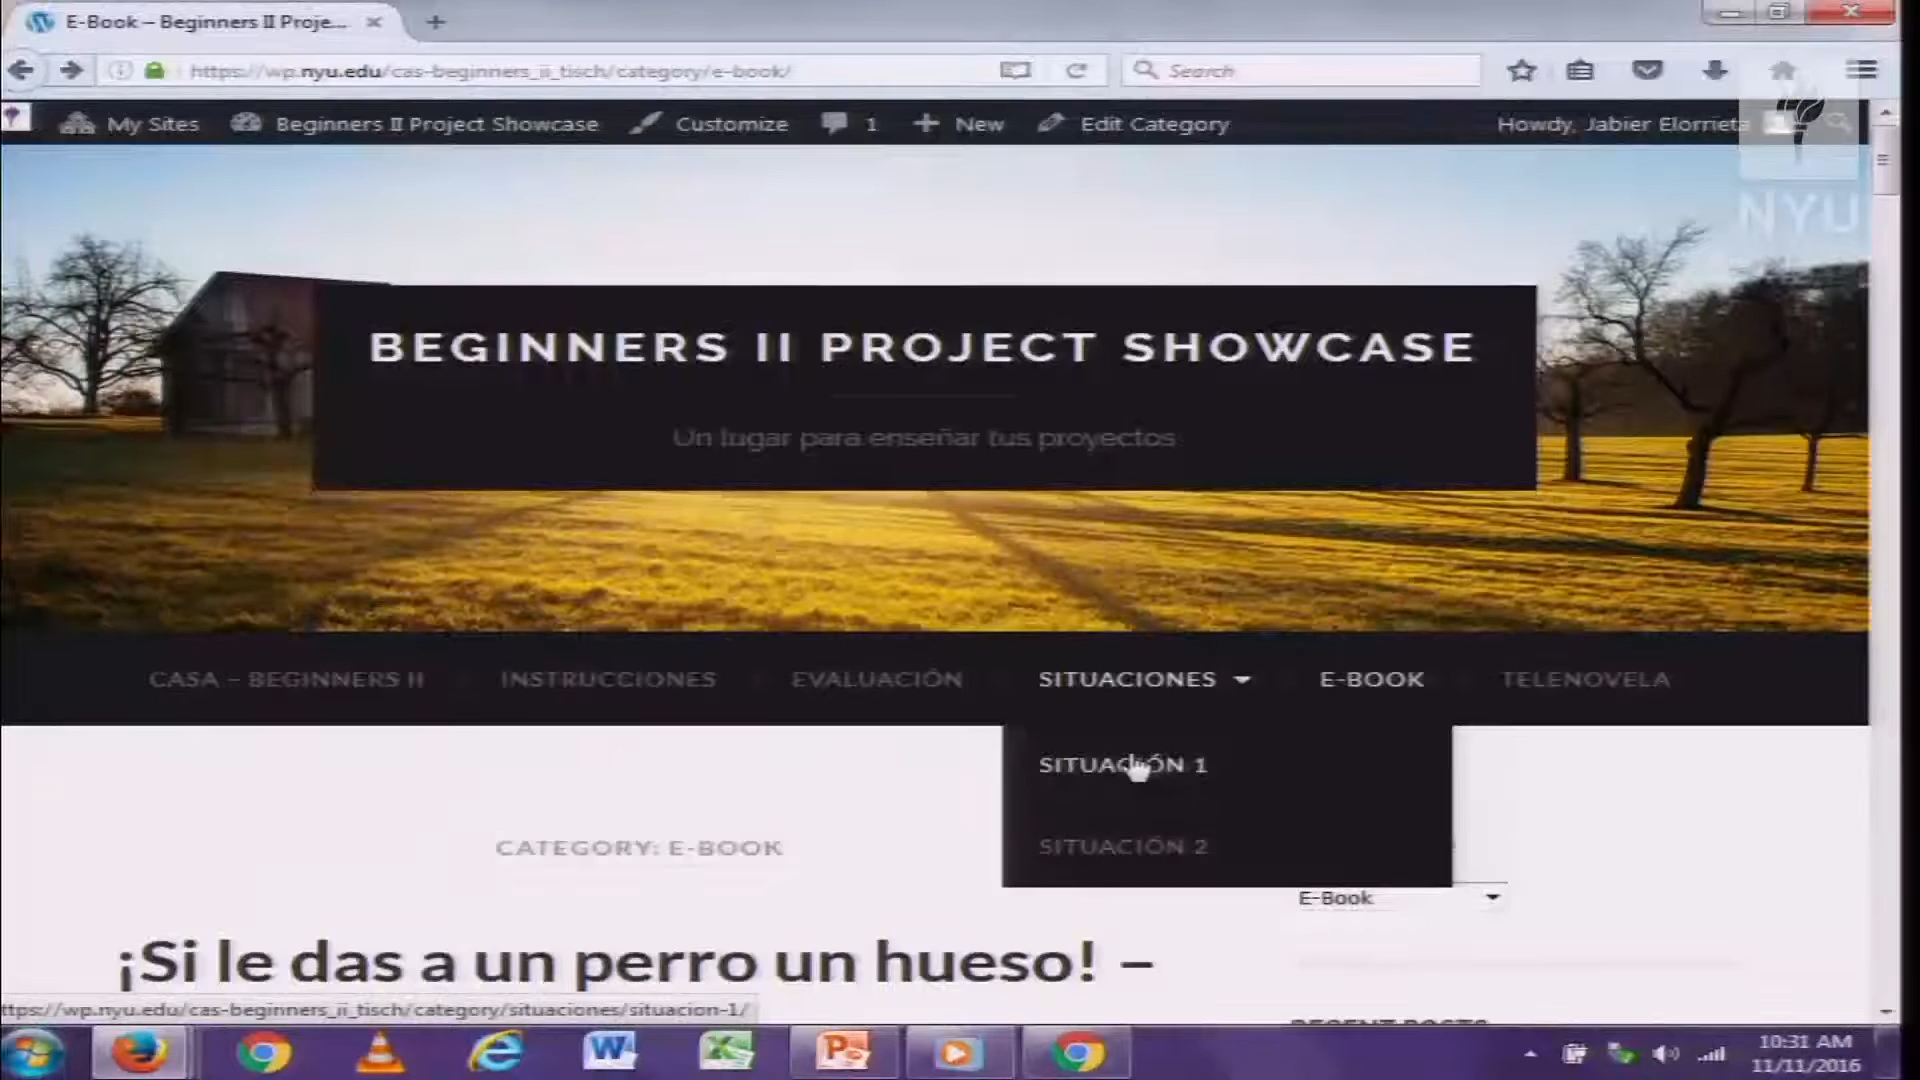 E-Book – Beginners II Proje...
https://wp.nyu.edu/cas-beginners_ii_tisch/category/e-book/
Search
My Sites
Beginners II Project Showcase
Customize
1
New
Edit Category
Howdy, Jabier Elorrieta
NYU
BEGINNERS II PROJECT SHOWCASE
Un lugar para enseñar tus proyectos
CASA – BEGINNERS II
INSTRUCCIONES
EVALUACIÓN
SITUACIONES
E-BOOK
TELENOVELA
SITUACIÓN 1
SITUACIÓN 2
CATEGORY: E-BOOK
E-Book
¡Si le das a un perro un hueso! –
ttps://wp.nyu.edu/cas-beginners_ii_tisch/category/situaciones/situacion-1/
RECENT POSTS
10:31 AM
11/11/2016